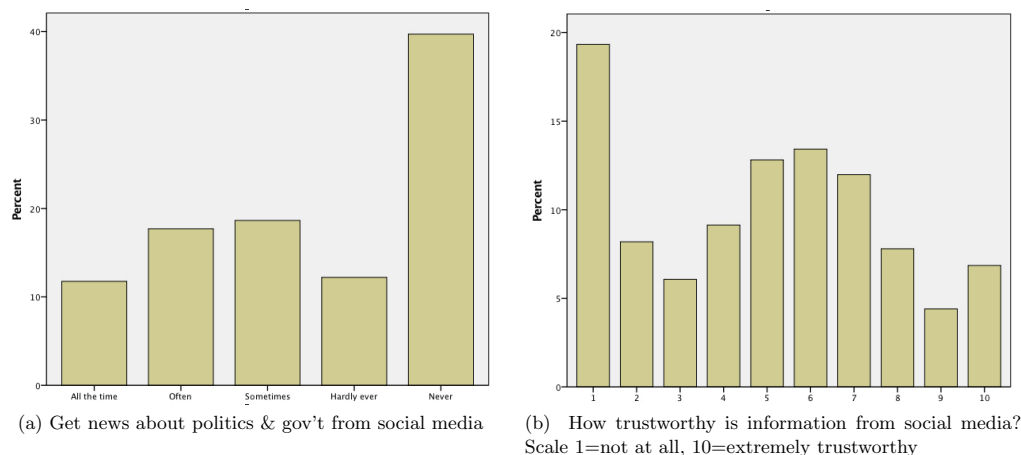 40
30
20
10
0
Percent
All the time Often Sometimes Hardly ever Never
(a) Get news about politics & gov't from social media
20
15
10
5
0
Percent
1 2 3 4 5 6 7 8 9 10
(b) How trustworthy is information from social media?
Scale 1=not at all, 10=extremely trustworthy